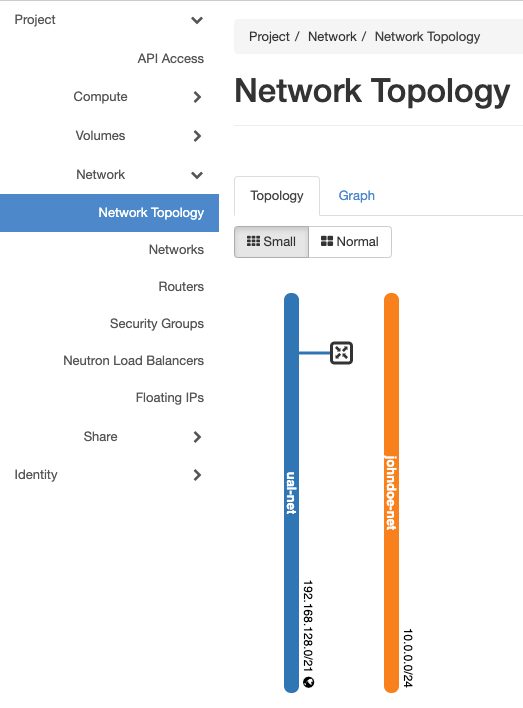 Project
API Access
Compute
Volumes
Network
Network Topology
Networks
Routers
Security Groups
Neutron Load Balancers
Floating IPs
Share
Identity
Project / Network / Network Topology
Network Topology
Topology
Graph
Small
Normal
ual-net
192.168.128.0/21
johndoe-net
10.0.0.0/24